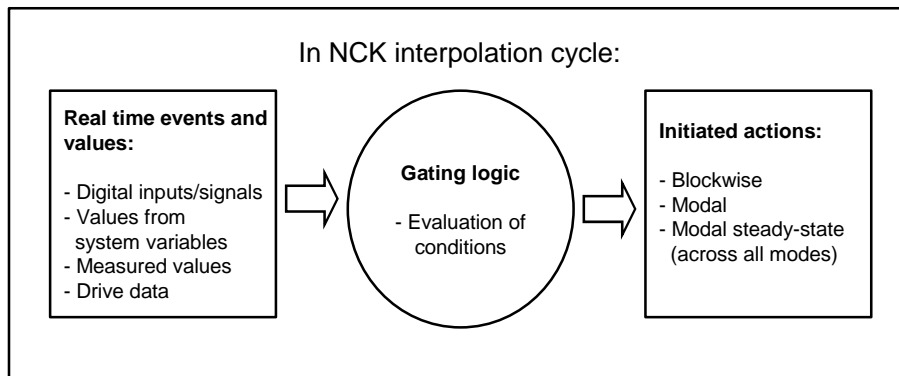 In NCK interpolation cycle:
Real time events and
values:
- Digital inputs/signals
- Values from
system variables
- Measured values
- Drive data
Gating logic
- Evaluation of
conditions
Initiated actions:
- Blockwise
- Modal
- Modal steady-state
(across all modes)